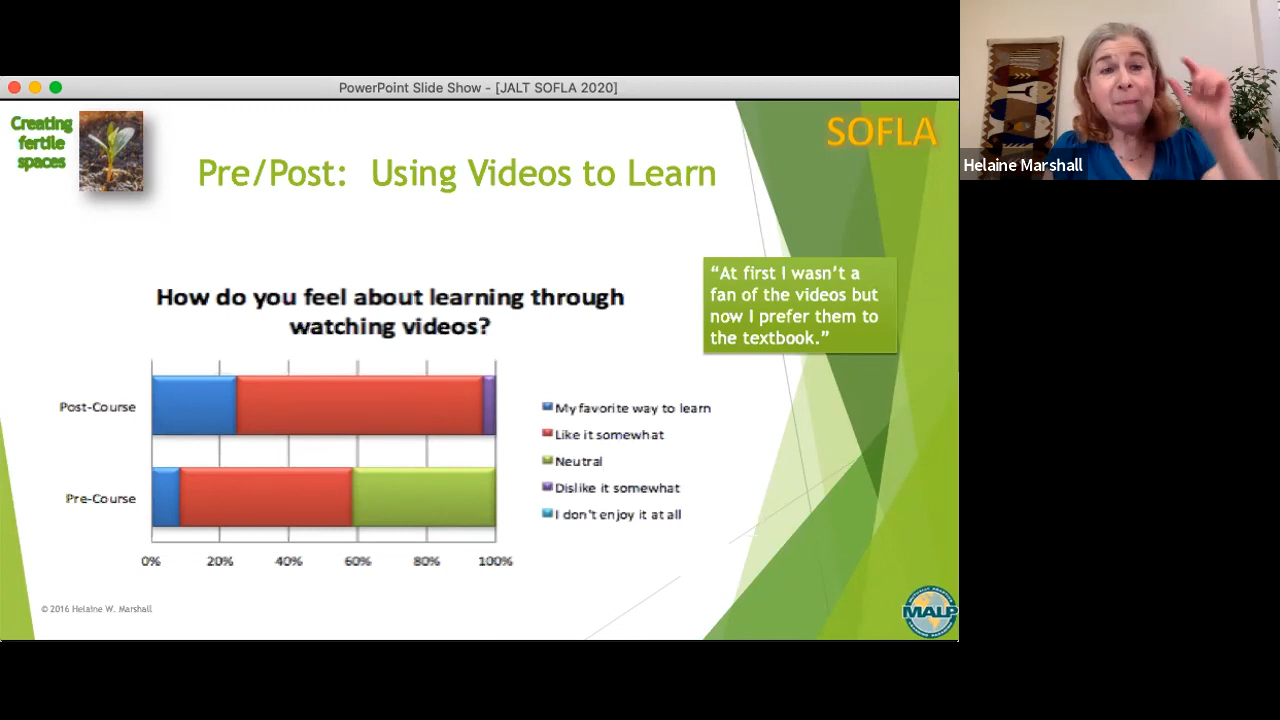 PowerPoint Slide Show - [JALT SOFLA 2020]
Creating
fertile
spaces
SOFLA
Pre/Post: Using Videos to Learn
Helaine Marshall
"At first I wasn't a
fan of the videos but
now I prefer them to
the textbook."
How do you feel about learning through
watching videos?
Post-Course
Pre-Course
0% 20% 40% 60% 80% 100%
My favorite way to learn
Like it somewhat
Neutral
Dislike it somewhat
I don't enjoy it at all
© 2016 Helaine W. Marshall
MALP